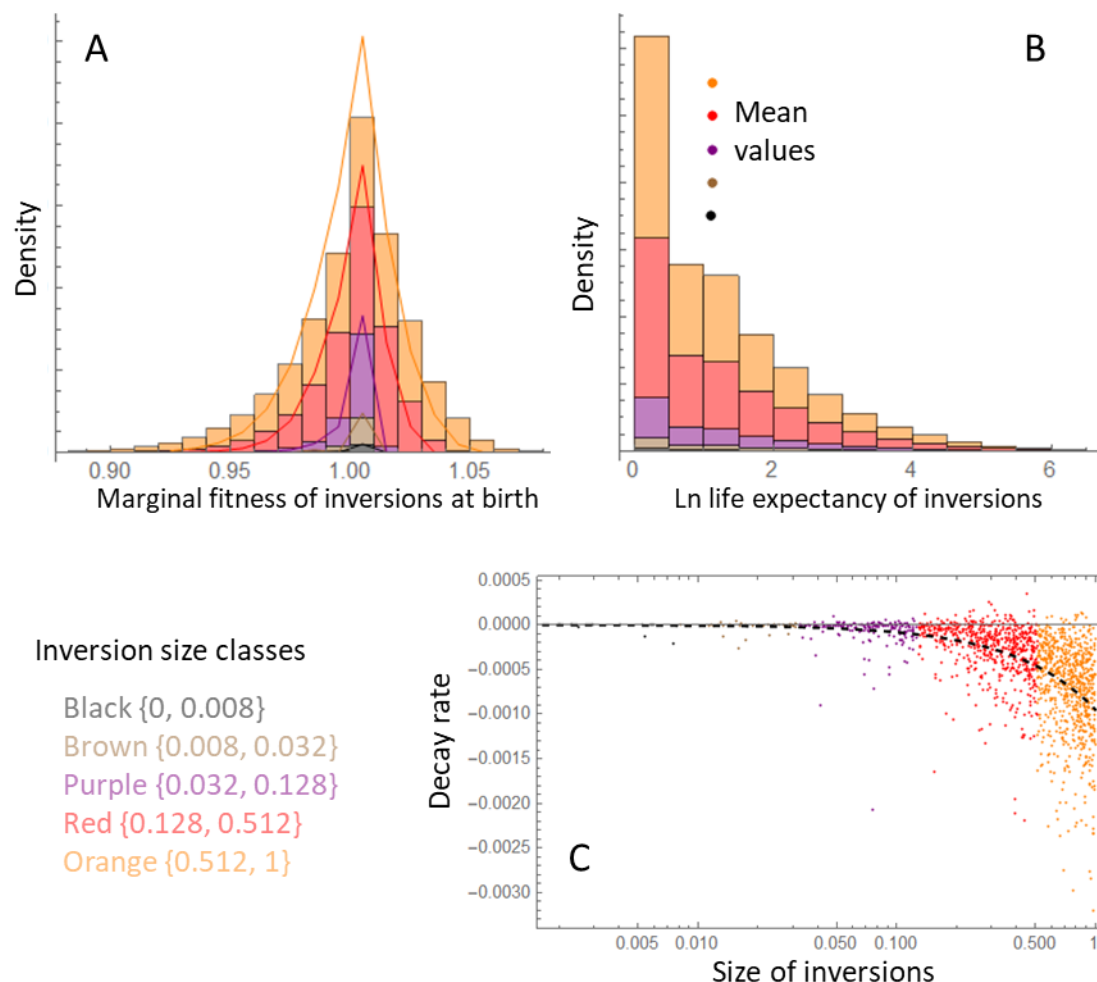 A
Density
0.90 0.95 1.00 1.05
Marginal fitness of inversions at birth
B
Mean
values
Density
0 2 4 6
Ln life expectancy of inversions
Inversion size classes
Black {0, 0.008}
Brown {0.008, 0.032}
Purple {0.032, 0.128}
Red {0.128, 0.512}
Orange {0.512, 1}
0.0005
0.0000
−0.0005
−0.0010
−0.0015
−0.0020
−0.0025
−0.0030
Decay rate
C
0.005 0.010 0.050 0.100 0.500 1
Size of inversions